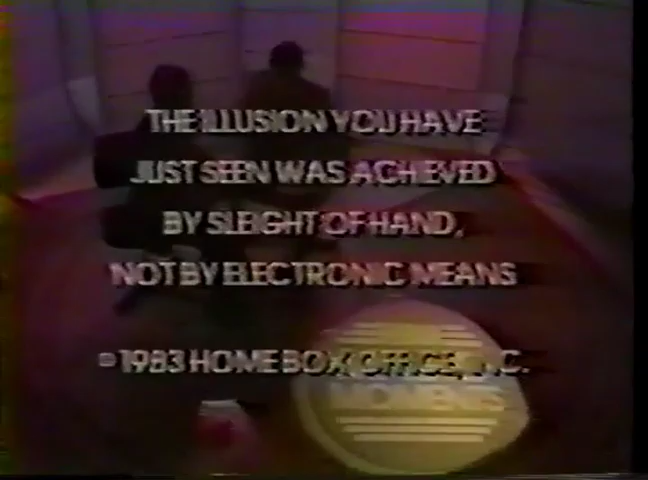 THE ILLUSION YOU HAVE
JUST SEEN WAS ACHIEVED
BY SLEIGHT OF HAND,
NOT BY ELECTRONIC MEANS
© 1983 HOME BOX OFFICE, INC.
MOMENTS